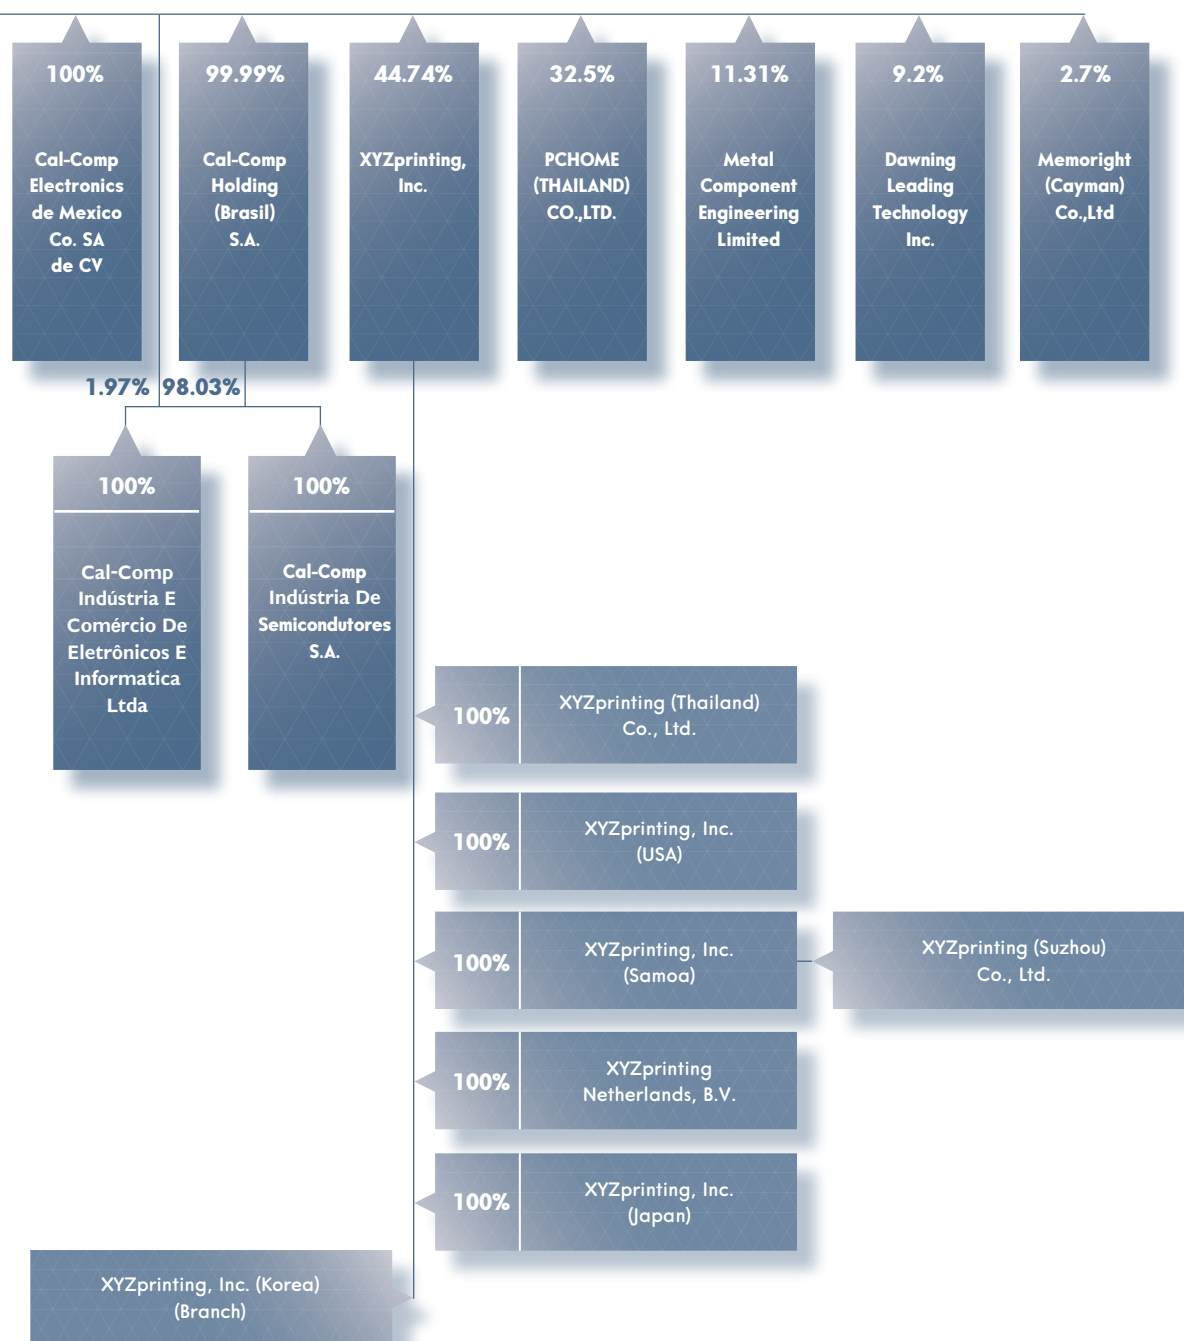 100%
Cal-Comp
Electronics
de Mexico
Co. SA
de CV
99.99%
Cal-Comp
Holding
(Brasil)
S.A.
44.74%
XYZprinting,
Inc.
32.5%
PCHOME
(THAILAND)
CO.,LTD.
11.31%
Metal
Component
Engineering
Limited
9.2%
Dawning
Leading
Technology
Inc.
2.7%
Memoright
(Cayman)
Co.,Ltd
1.97%
98.03%
100%
Cal-Comp
Indústria E
Comércio De
Eletrônicos E
Informatica
Ltda
100%
Cal-Comp
Indústria De
Semicondutores
S.A.
100%
XYZprinting (Thailand)
Co., Ltd.
100%
XYZprinting, Inc.
(USA)
100%
XYZprinting, Inc.
(Samoa)
XYZprinting (Suzhou)
Co., Ltd.
100%
XYZprinting
Netherlands, B.V.
100%
XYZprinting, Inc.
(Japan)
XYZprinting, Inc. (Korea)
(Branch)